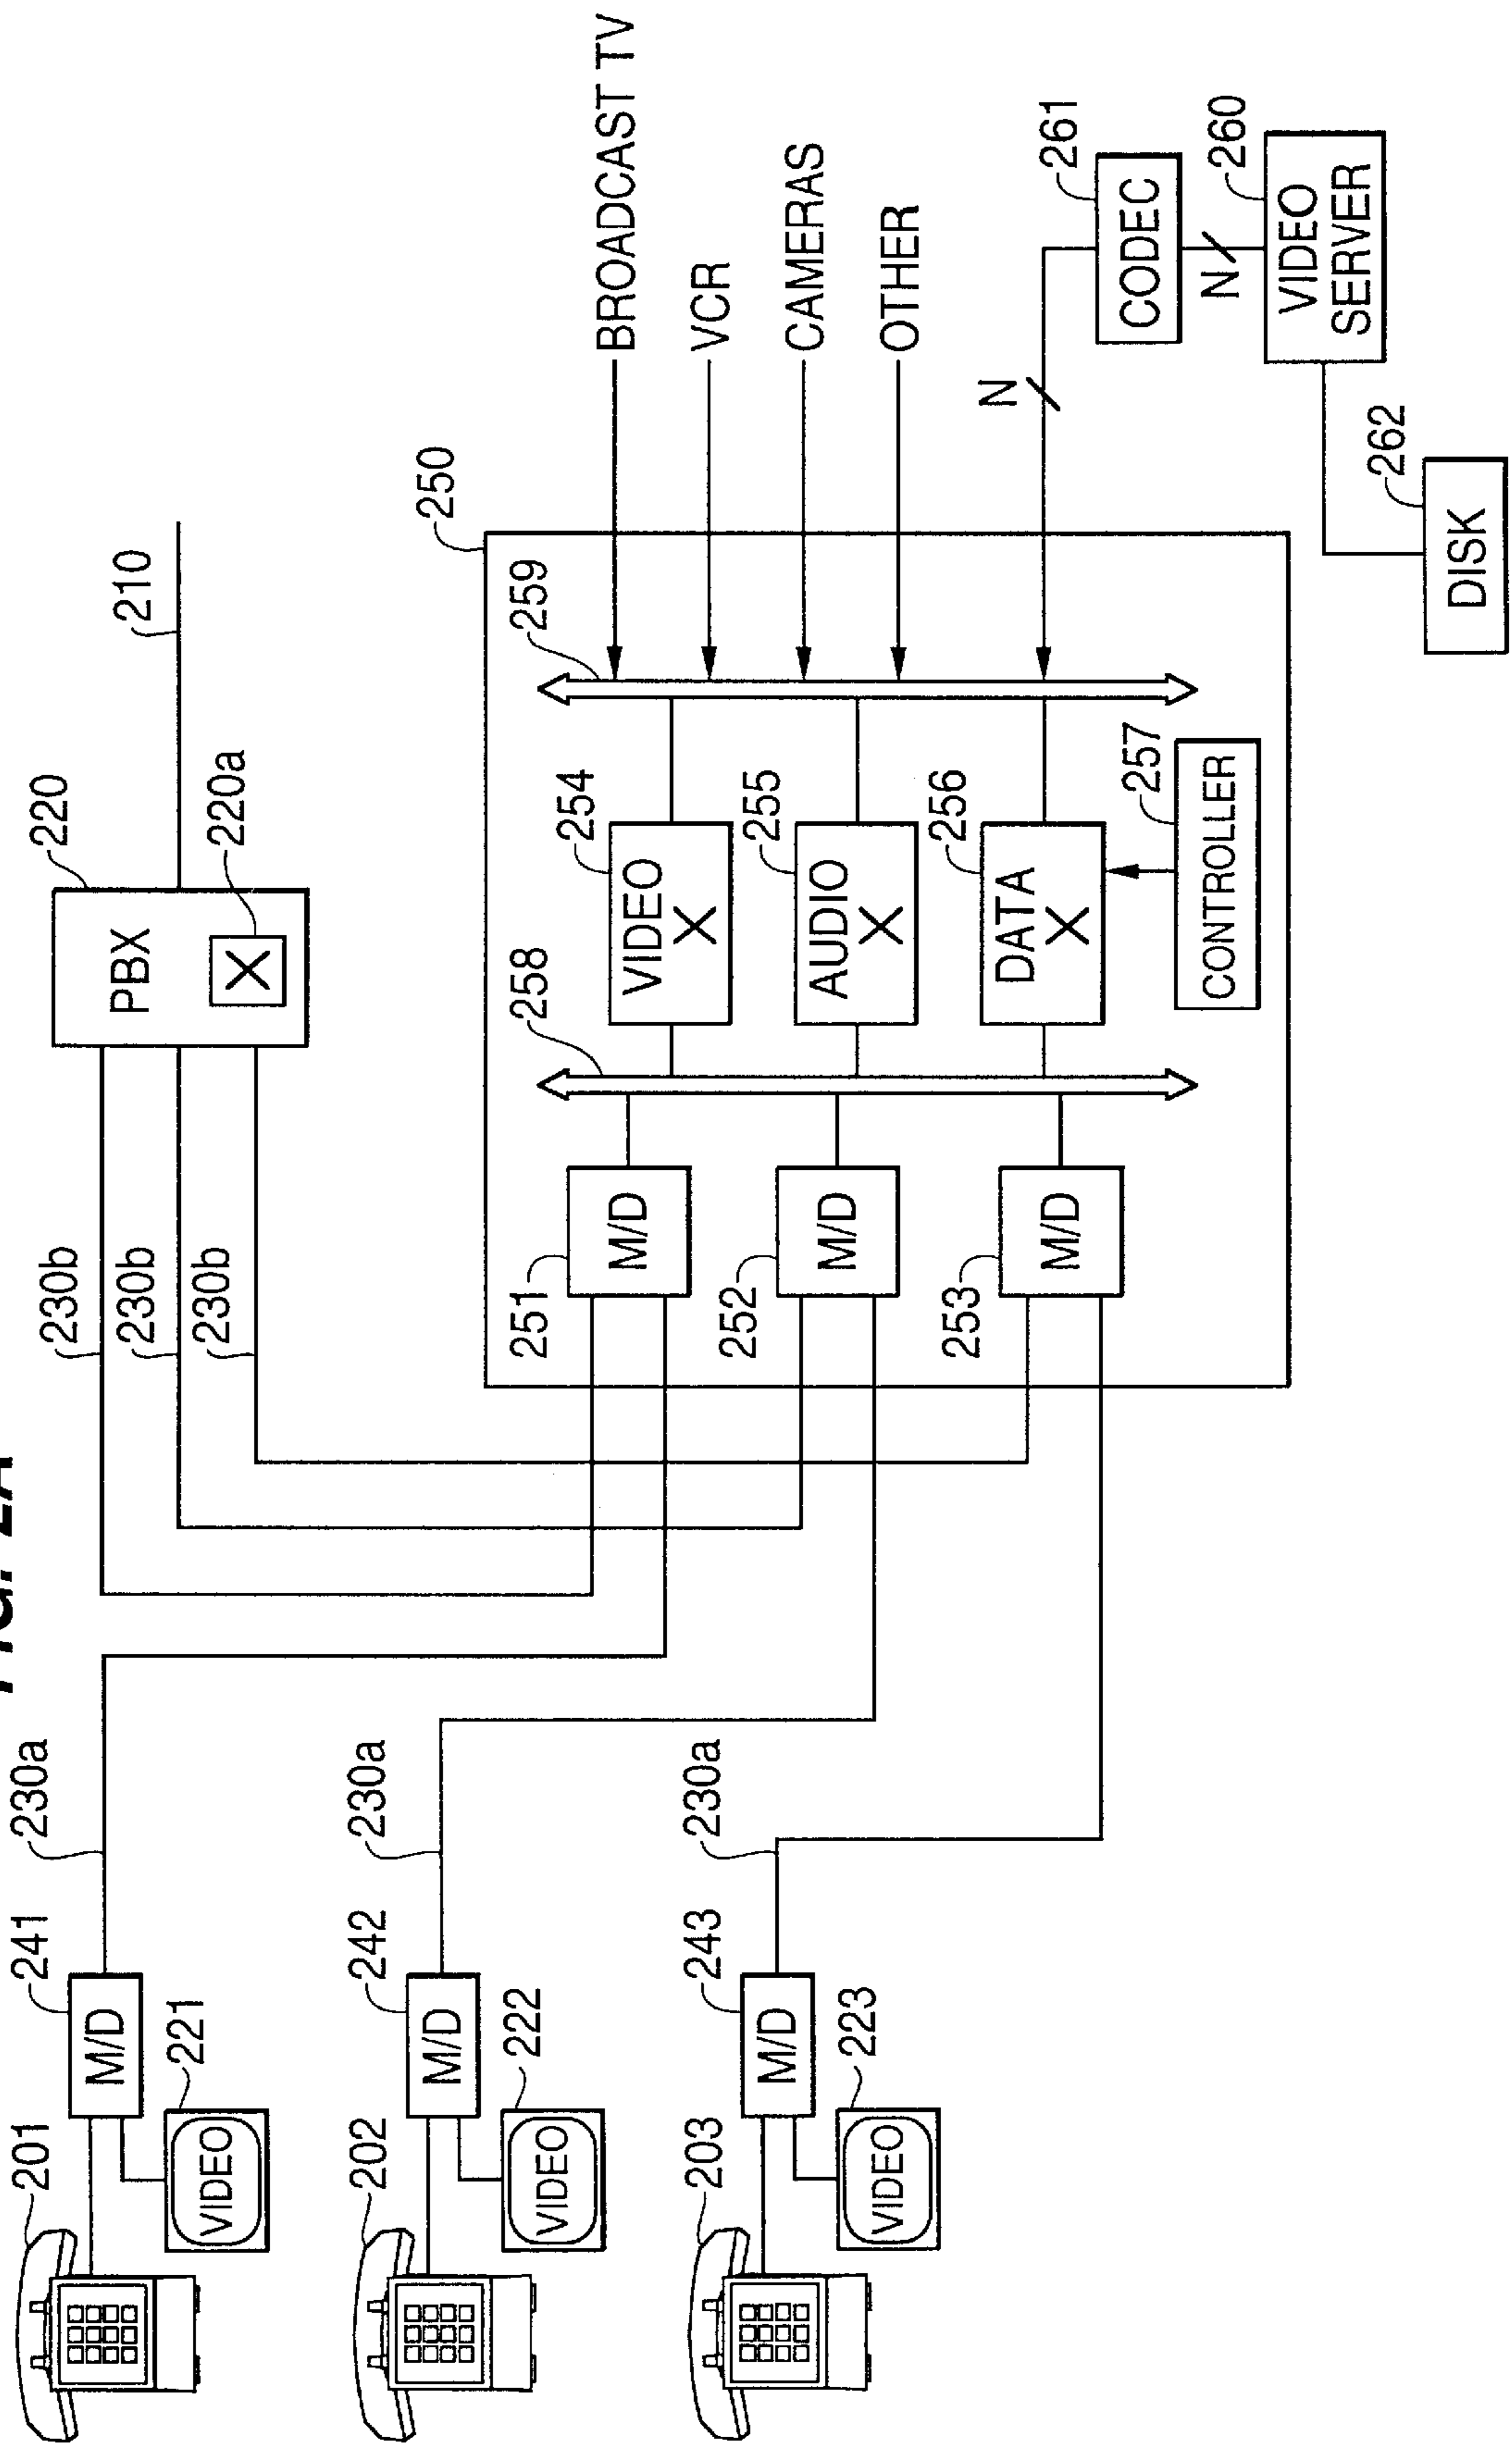 FIG. 2A
201
241
230a
M/D
221
VIDEO
202
242
230a
M/D
222
VIDEO
203
243
230a
M/D
223
VIDEO
230b
230b
230b
220
PBX
220a
X
210
250
251
M/D
252
M/D
253
M/D
258
254
VIDEO
X
255
AUDIO
X
256
DATA
X
257
CONTROLLER
259
BROADCAST TV
VCR
CAMERAS
OTHER
N
261
CODEC
N
260
VIDEO
SERVER
262
DISK